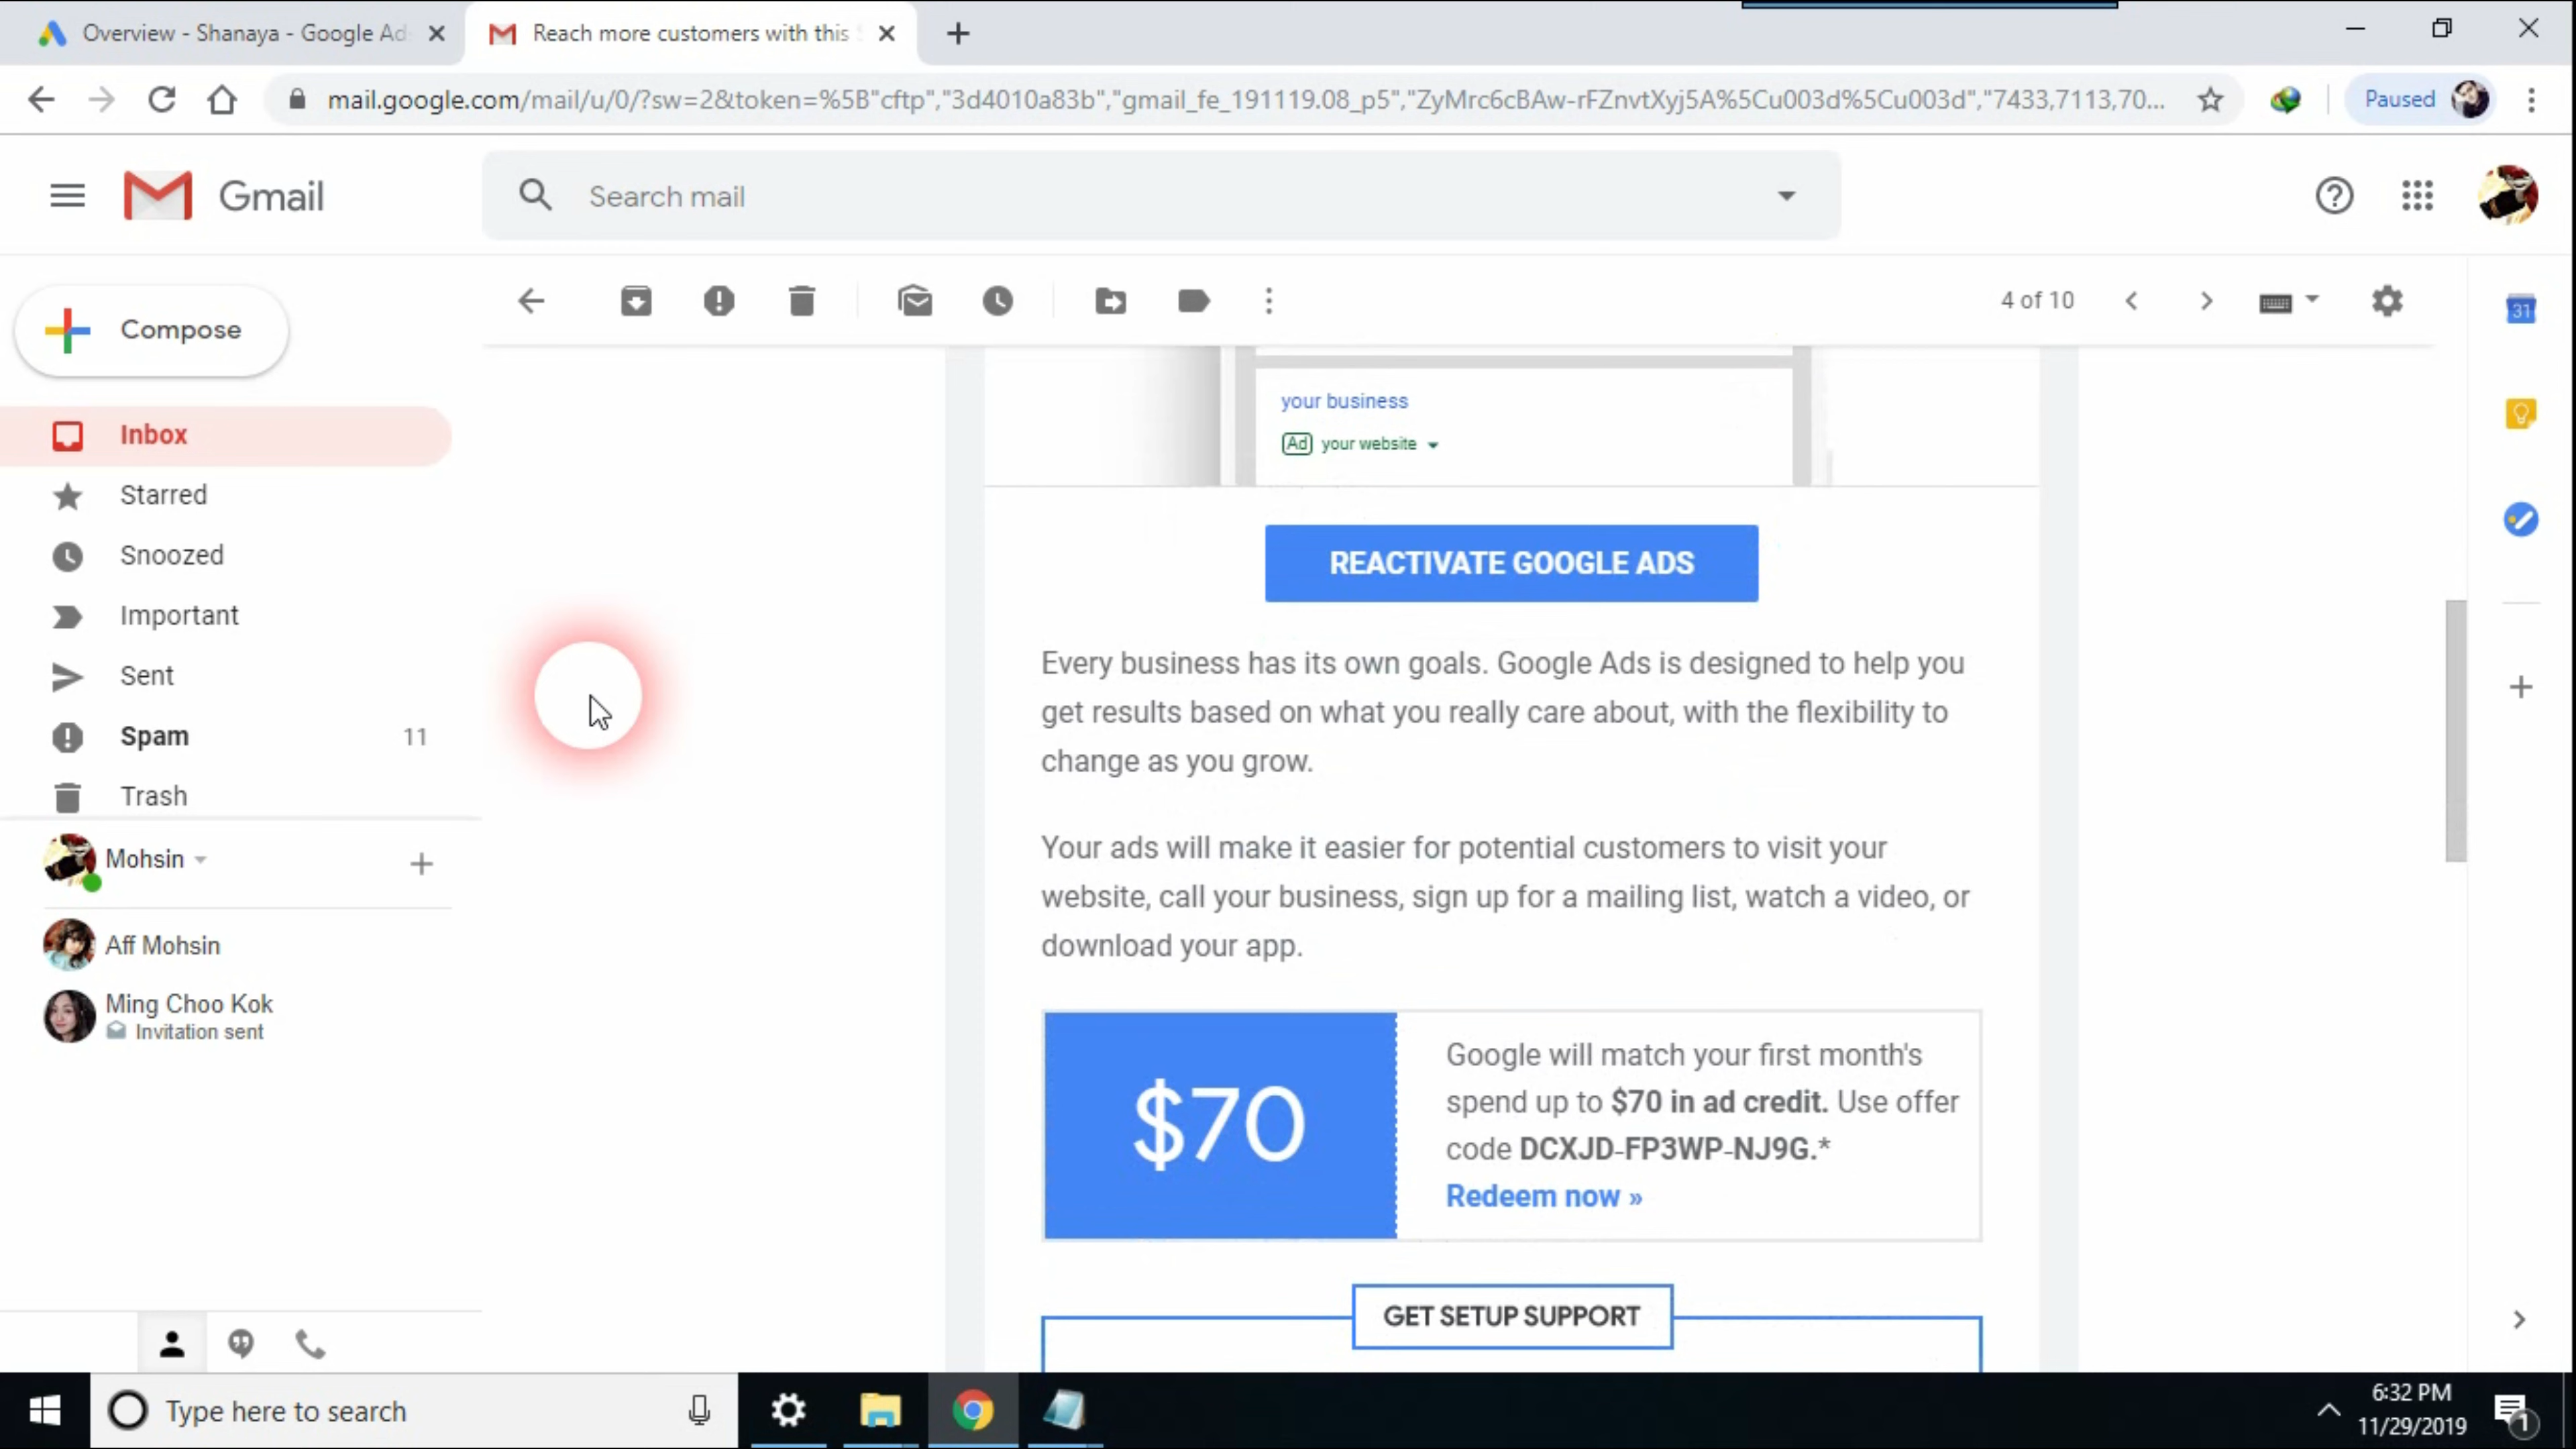 Overview - Shanaya - Google Ad
Reach more customers with this
mail.google.com/mail/u/0/?sw=2&token=%5B"cftp","3d4010a83b","gmail_fe_191119.08_p5","ZyMrc6cBAw-rFZnvtXyj5A%5Cu003d%5Cu003d","7433,7113,70...
Paused
Gmail
Search mail
Compose
4 of 10
31
Inbox
Starred
Snoozed
Important
Sent
Spam 11
Trash
Mohsin
Aff Mohsin
Ming Choo Kok
Invitation sent
your business
Ad your website
REACTIVATE GOOGLE ADS
Every business has its own goals. Google Ads is designed to help you
get results based on what you really care about, with the flexibility to
change as you grow.
Your ads will make it easier for potential customers to visit your
website, call your business, sign up for a mailing list, watch a video, or
download your app.
$70
Google will match your first month's
spend up to $70 in ad credit. Use offer
code DCXJD-FP3WP-NJ9G.*
Redeem now »
GET SETUP SUPPORT
Type here to search
6:32 PM
11/29/2019
1